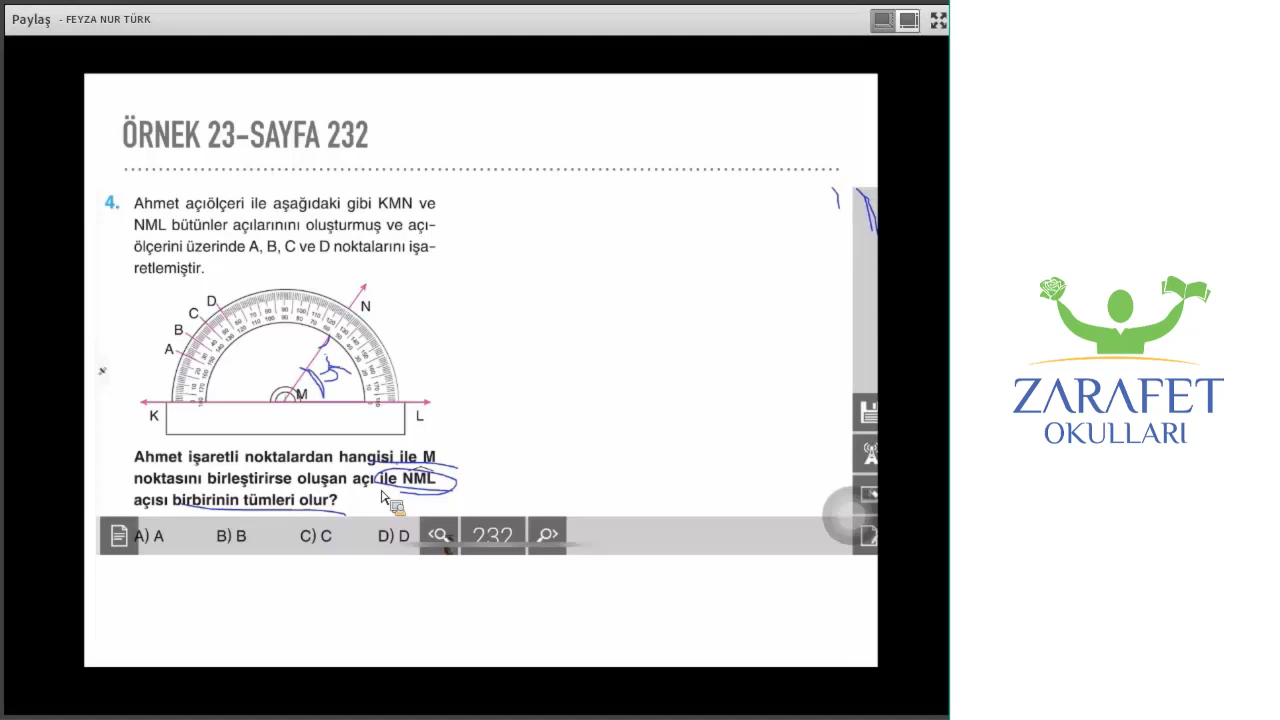 Paylaş - FEYZA NUR TÜRK
ÖRNEK 23-SAYFA 232
4. Ahmet açıölçeri ile aşağıdaki gibi KMN ve
NML bütünler açılarınını oluşturmuş ve açı-
ölçerini üzerinde A, B, C ve D noktalarını işa-
retlemiştir.
D
C
B
A
N
M
K
L
Ahmet işaretli noktalardan hangisi ile M
noktasını birleştirirse oluşan açı ile NML
açısı birbirinin tümleri olur?
A) A B) B C) C D) D
232
ZARAFET
OKULLARI